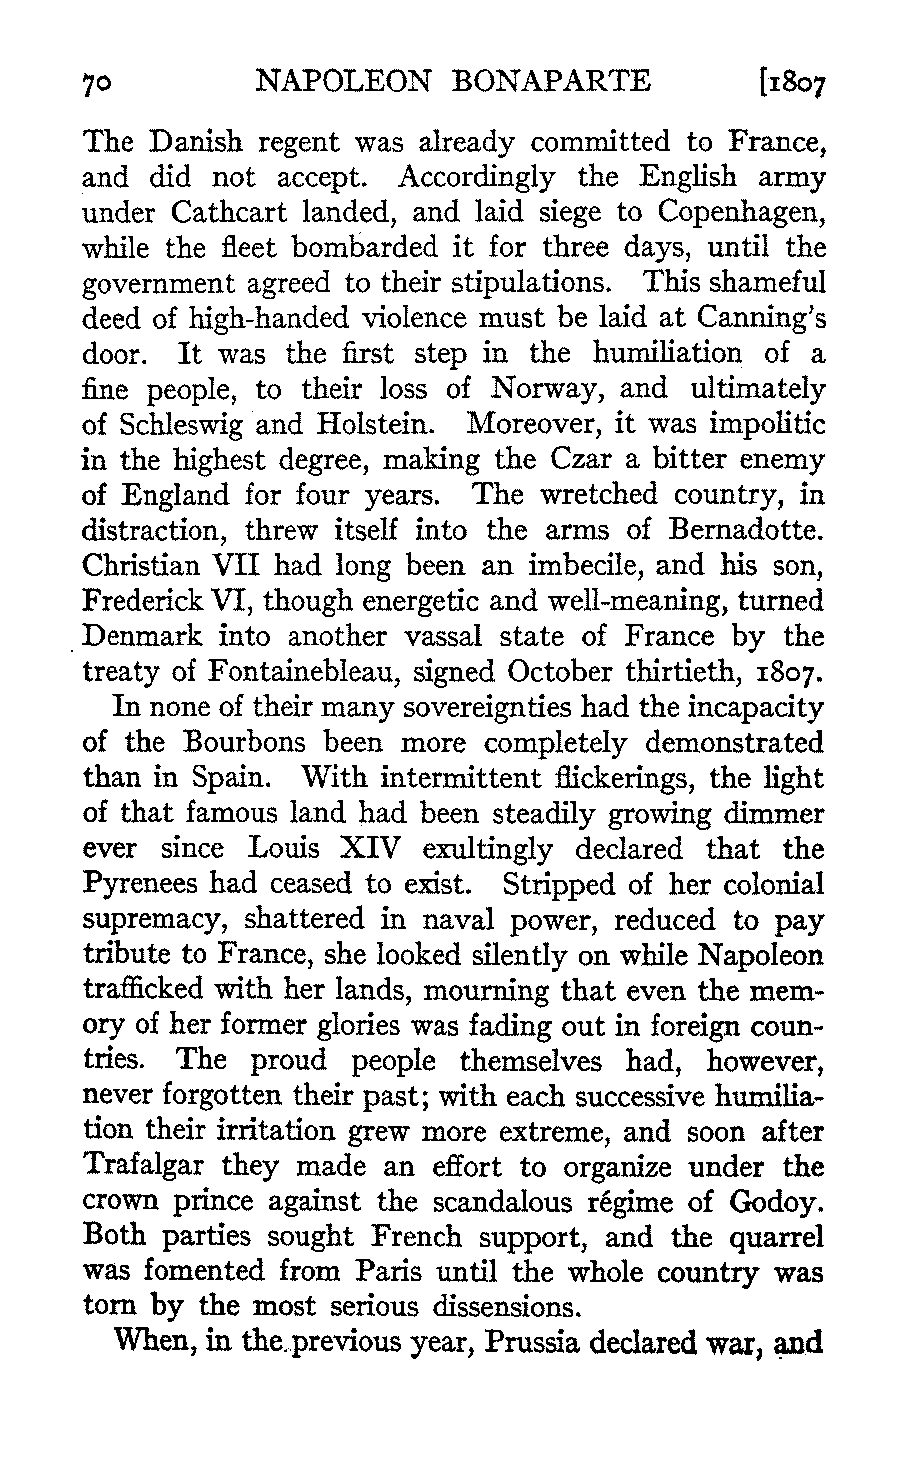 70 NAPOLEON BONAPARTE [1807
The Danish regent was already committed to France,
and did not accept. Accordingly the English army
under Cathcart landed, and laid siege to Copenhagen,
while the fleet bombarded it for three days, until the
government agreed to their stipulations. This shameful
deed of high-handed violence must be laid at Canning's
door. It was the first step in the humiliation of a
fine people, to their loss of Norway, and ultimately
of Schleswig and Holstein. Moreover, it was impolitic
in the highest degree, making the Czar a bitter enemy
of England for four years. The wretched country, in
distraction, threw itself into the arms of Bernadotte.
Christian VII had long been an imbecile, and his son,
Frederick VI, though energetic and well-meaning, turned
Denmark into another vassal state of France by the
treaty of Fontainebleau, signed October thirtieth, 1807.
In none of their many sovereignties had the incapacity
of the Bourbons been more completely demonstrated
than in Spain. With intermittent flickerings, the light
of that famous land had been steadily growing dimmer
ever since Louis XIV exultingly declared that the
Pyrenees had ceased to exist. Stripped of her colonial
supremacy, shattered in naval power, reduced to pay
tribute to France, she looked silently on while Napoleon
trafficked with her lands, mourning that even the mem-
ory of her former glories was fading out in foreign coun-
tries. The proud people themselves had, however,
never forgotten their past; with each successive humilia-
tion their irritation grew more extreme, and soon after
Trafalgar they made an effort to organize under the
crown prince against the scandalous régime of Godoy.
Both parties sought French support, and the quarrel
was fomented from Paris until the whole country was
torn by the most serious dissensions.
When, in the previous year, Prussia declared war, and